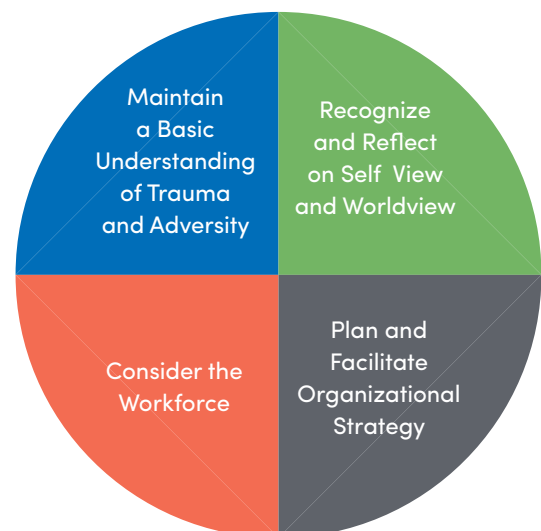 Maintain
a Basic
Understanding
of Trauma
and Adversity
Recognize
and Reflect
on Self View
and Worldview
Consider the
Workforce
Plan and
Facilitate
Organizational
Strategy